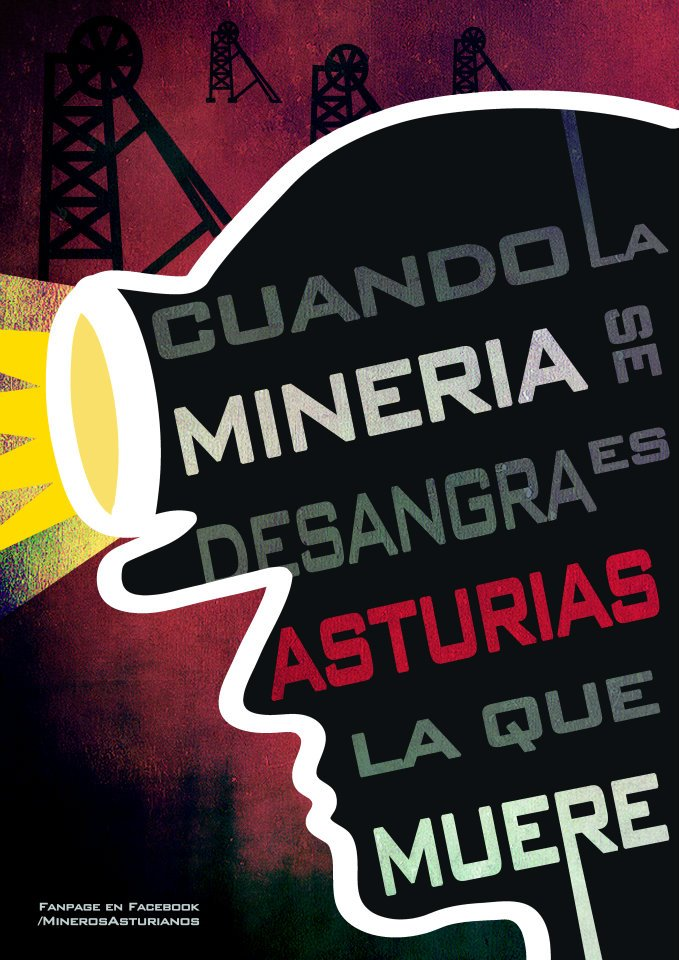 CUANDO LA
MINERIA SE
DESANGRA ES
ASTURIAS
LA QUE
MUERE
FANPAGE EN FACEBOOK
/MINEROSASTURIANOS